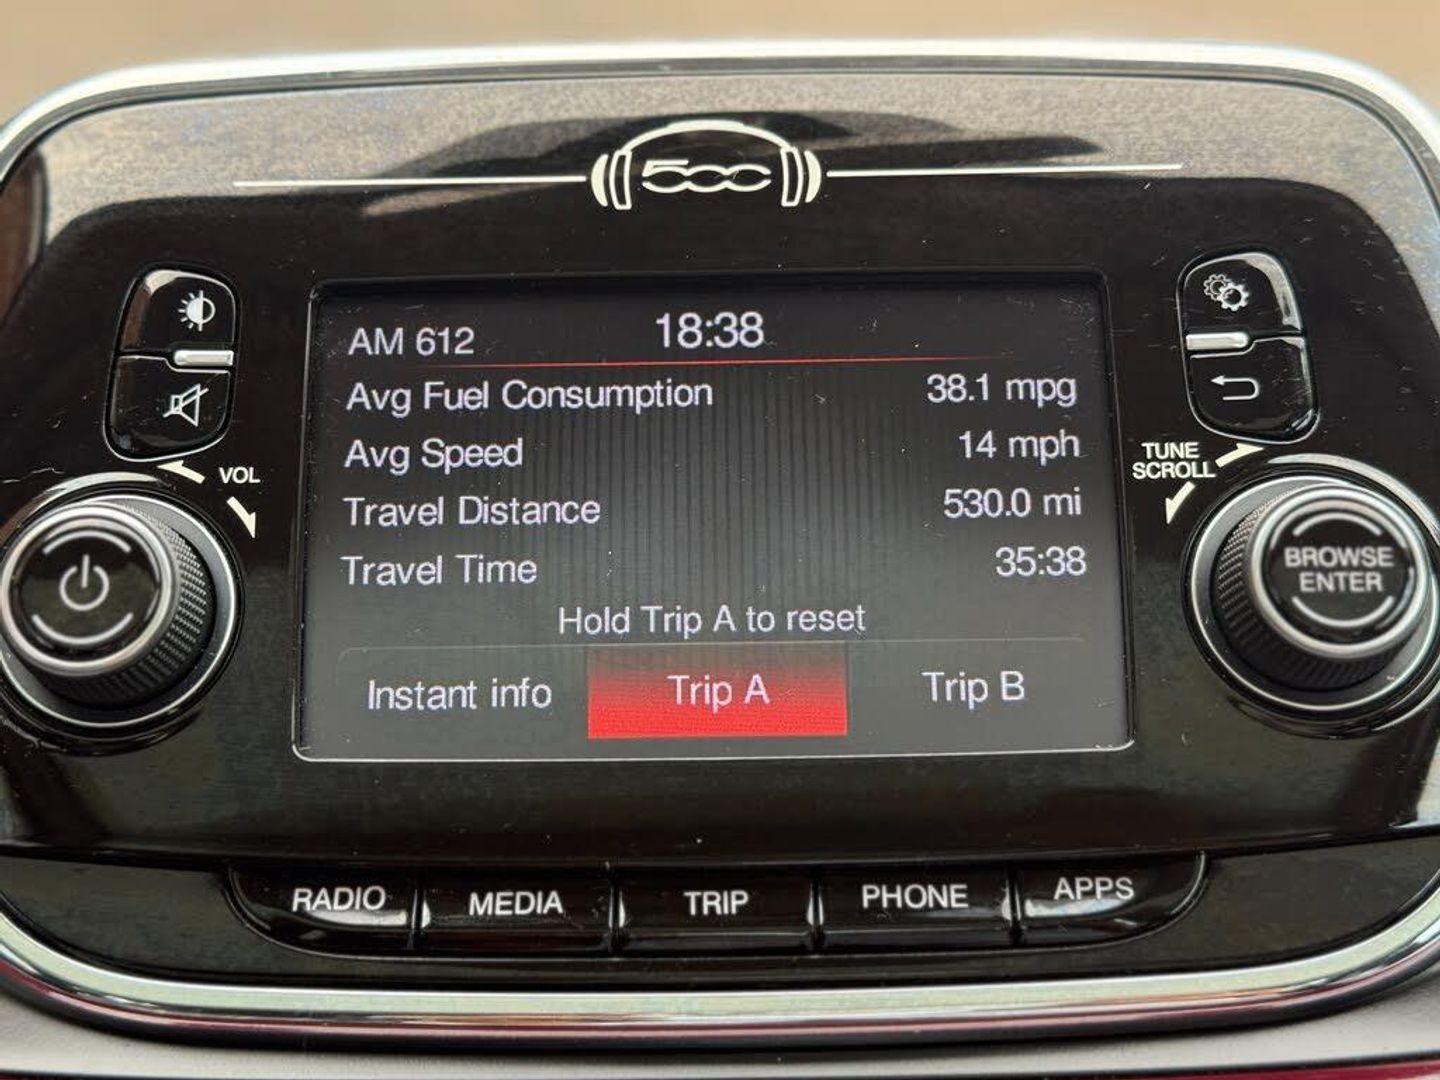 500
AM 612 18:38
Avg Fuel Consumption 38.1 mpg
Avg Speed 14 mph
Travel Distance 530.0 mi
Travel Time 35:38
Hold Trip A to reset
Instant info Trip A Trip B
VOL
TUNE
SCROLL
BROWSE
ENTER
RADIO MEDIA TRIP PHONE APPS